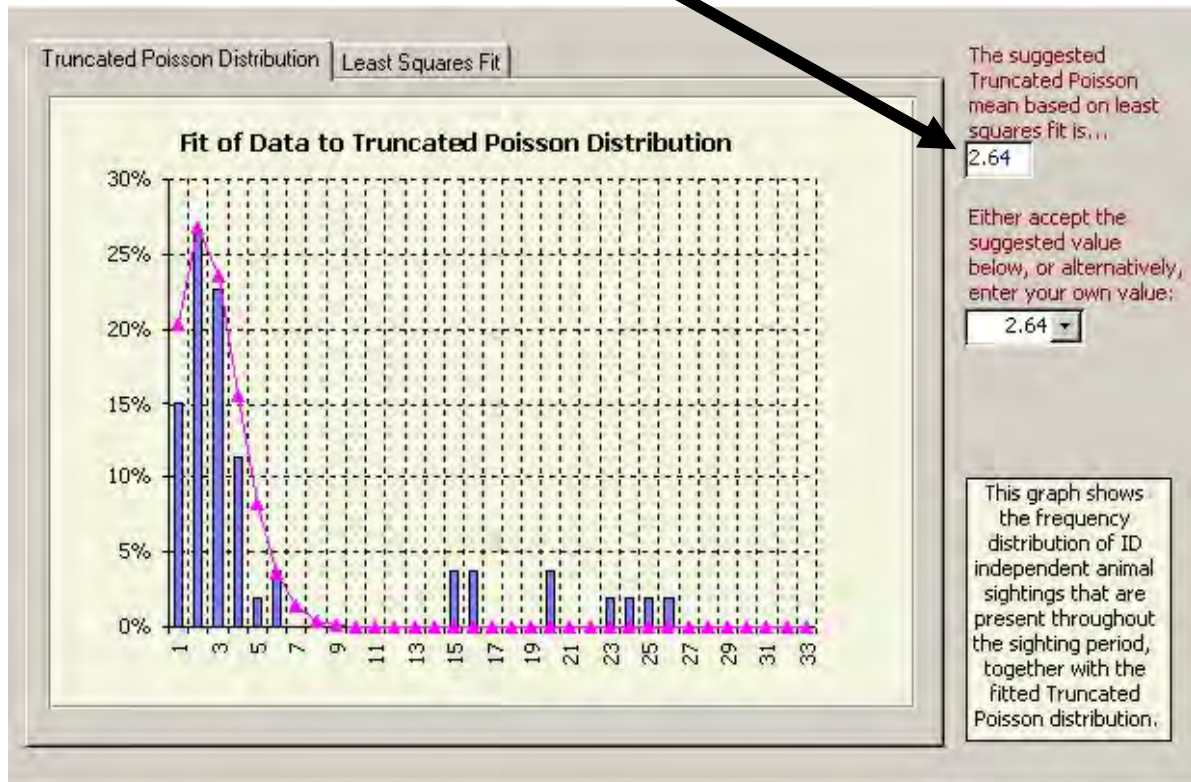 Truncated Poisson Distribution
Least Squares Fit
Fit of Data to Truncated Poisson Distribution
30%
25%
20%
15%
10%
5%
0%
1
3
5
7
9
11
13
15
17
19
21
23
25
27
29
31
33
The suggested
Truncated Poisson
mean based on least
squares fit is...
2.64
Either accept the
suggested value
below, or alternatively,
enter your own value:
2.64
This graph shows
the frequency
distribution of ID
independent animal
sightings that are
present throughout
the sighting period,
together with the
fitted Truncated
Poisson distribution.